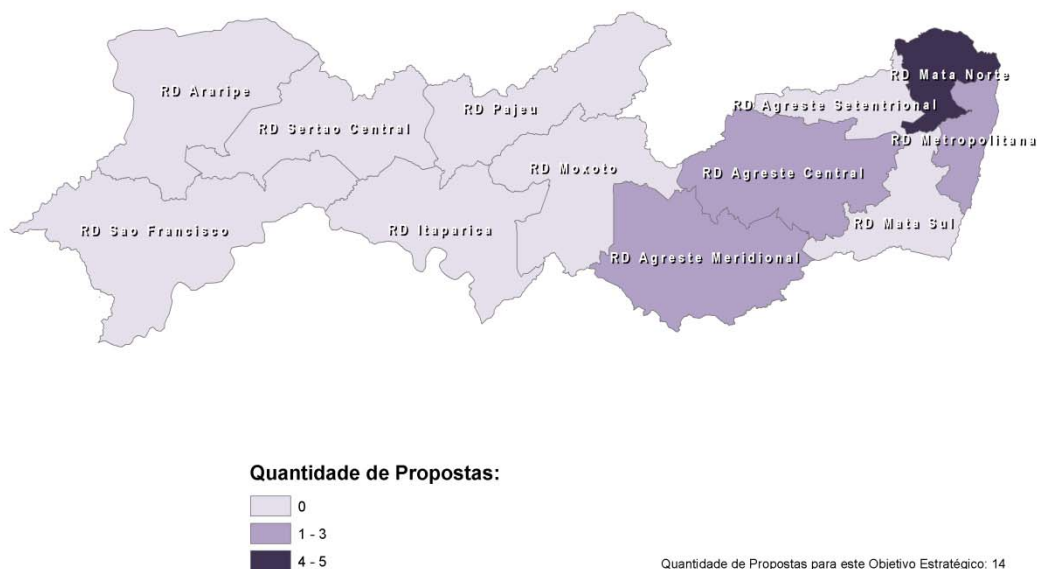 RD Mata Norte
RD Araripe
RD Agreste Setentrional
RD Pajeu
RD Sertao Central
RD Metropolitana
RD Moxoto
RD Agreste Central
RD Mata Sul
RD Sao Francisco
RD Itaparica
RD Agreste Meridional
Quantidade de Propostas:
0
1 - 3
4 - 5
Quantidade de Propostas para este Objetivo Estratégico: 14